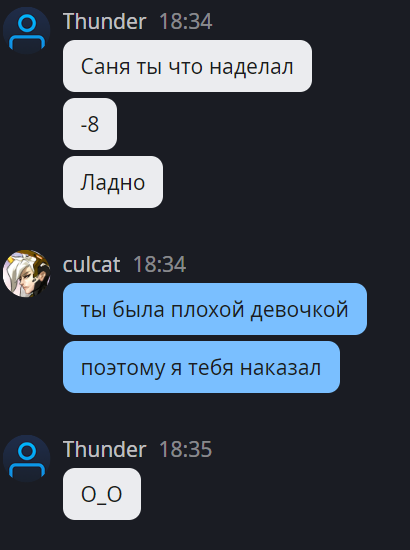 Thunder 18:34
Саня ты что наделал
-8
Ладно
culcat 18:34
ты была плохой девочкой
поэтому я тебя наказал
Thunder 18:35
О_О